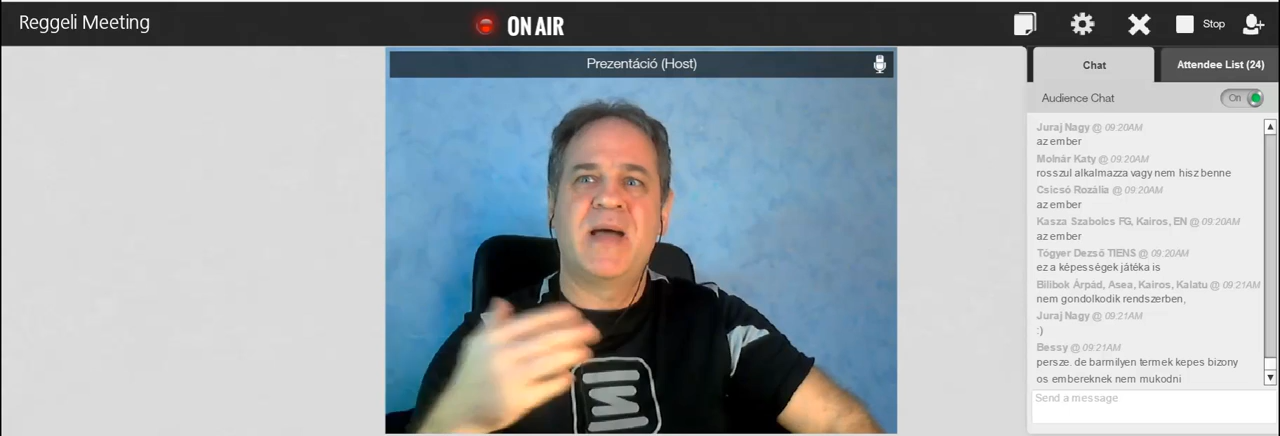 Reggeli Meeting
ON AIR
Stop
Prezentáció (Host)
Chat
Attendee List (24)
Audience Chat
On
Juraj Nagy @ 09:20AM
az ember
Molnár Katy @ 09:20AM
rosszul alkalmazza vagy nem hisz benne
Csicsó Rozália @ 09:20AM
az ember
Kasza Szabolcs FG, Kairos, EN @ 09:20AM
az ember
Tógyer Dezső TIENS @ 09:20AM
ez a képességek játéka is
Bilibok Árpád, Asea, Kairos, Kalatu @ 09:21AM
nem gondolkodik rendszerben,
Juraj Nagy @ 09:21AM
:)
Bessy @ 09:21AM
persze. de barmilyen termek kepes bizony
os embereknek nem mukodni
Send a message